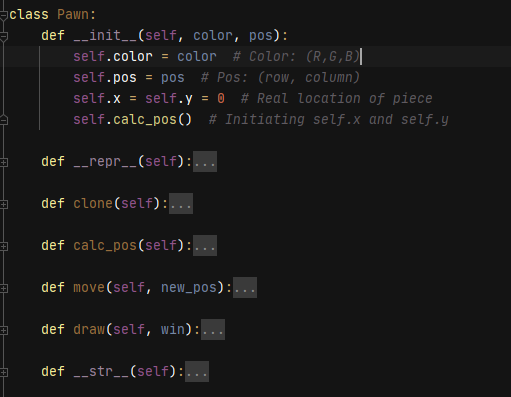 class Pawn:
    def __init__(self, color, pos):
        self.color = color  # Color: (R,G,B)
        self.pos = pos  # Pos: (row, column)
        self.x = self.y = 0  # Real location of piece
        self.calc_pos()  # Initiating self.x and self.y
    def __repr__(self):...
    def clone(self):...
    def calc_pos(self):...
    def move(self, new_pos):...
    def draw(self, win):...
    def __str__(self):...